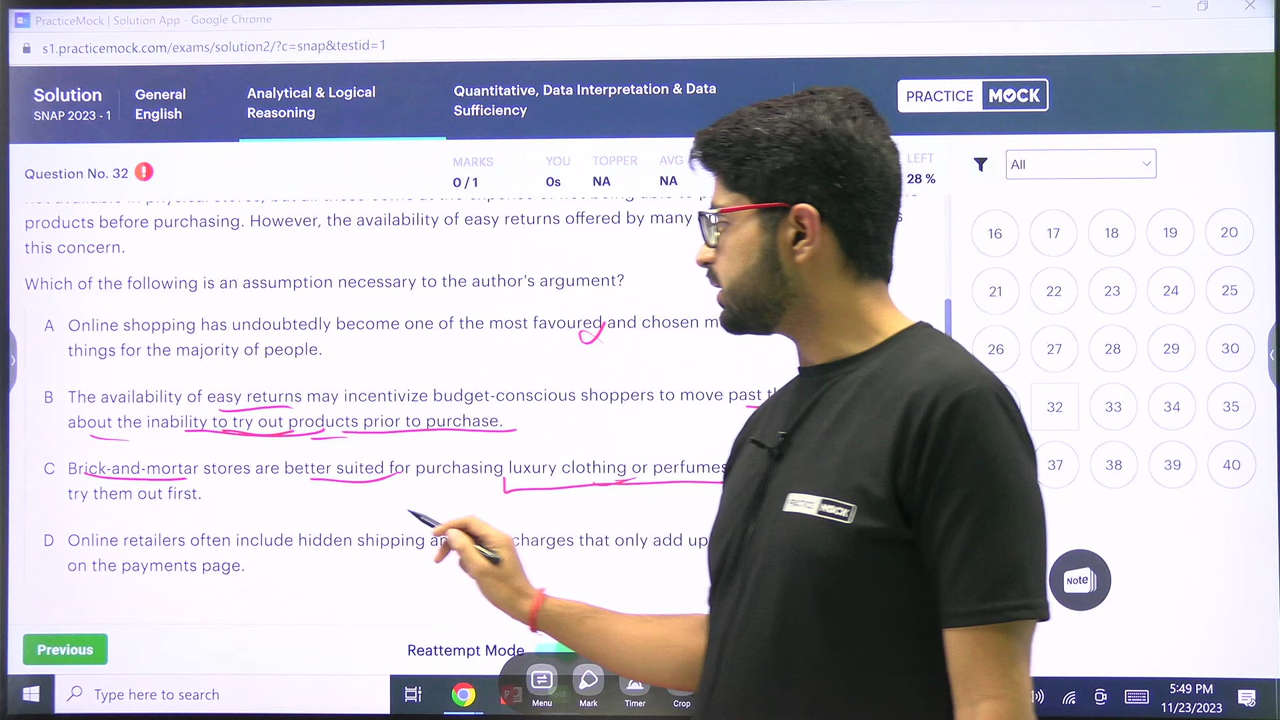 PracticeMock | Solution App - Google Chrome
s1.practicemock.com/exams/solution2/?c=snap&testid=1
Solution
SNAP 2023 - 1
General
English
Analytical & Logical
Reasoning
Quantitative, Data Interpretation & Data
Sufficiency
PRACTICE MOCK
Question No. 32
MARKS
0 / 1
YOU
0s
TOPPER
NA
AVG
NA
LEFT
28 %
All
products before purchasing. However, the availability of easy returns offered by many
this concern.
Which of the following is an assumption necessary to the author's argument?
A Online shopping has undoubtedly become one of the most favoured and chosen
things for the majority of people.
B The availability of easy returns may incentivize budget-conscious shoppers to move past
about the inability to try out products prior to purchase.
C Brick-and-mortar stores are better suited for purchasing luxury clothing or perfumes
try them out first.
D Online retailers often include hidden shipping charges that only add up
on the payments page.
16 17 18 19 20
21 22 23 24 25
26 27 28 29 30
32 33 34 35
37 38 39 40
PRACTICE MOCK
Note
Previous
Reattempt Mode
Menu Mark Timer Crop
Type here to search
5:49 PM
11/23/2023